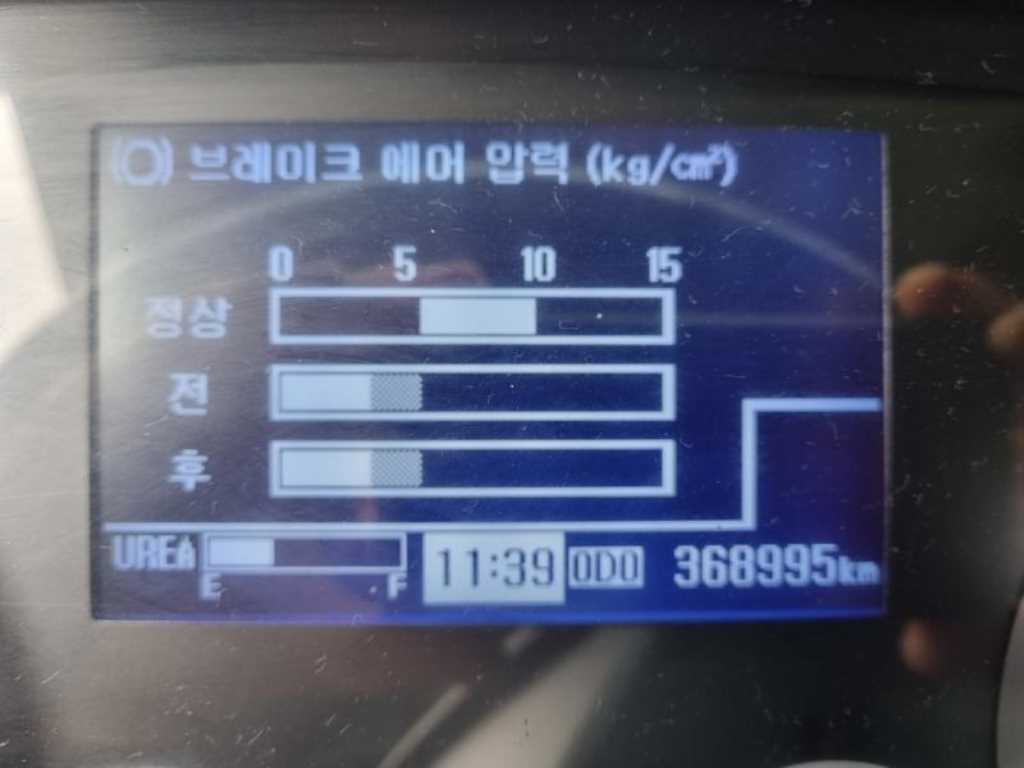 브레이크 에어 압력 (kg/cm²)
0 5 10 15
정상
전
후
UREA E F 11:39 ODO 368995km